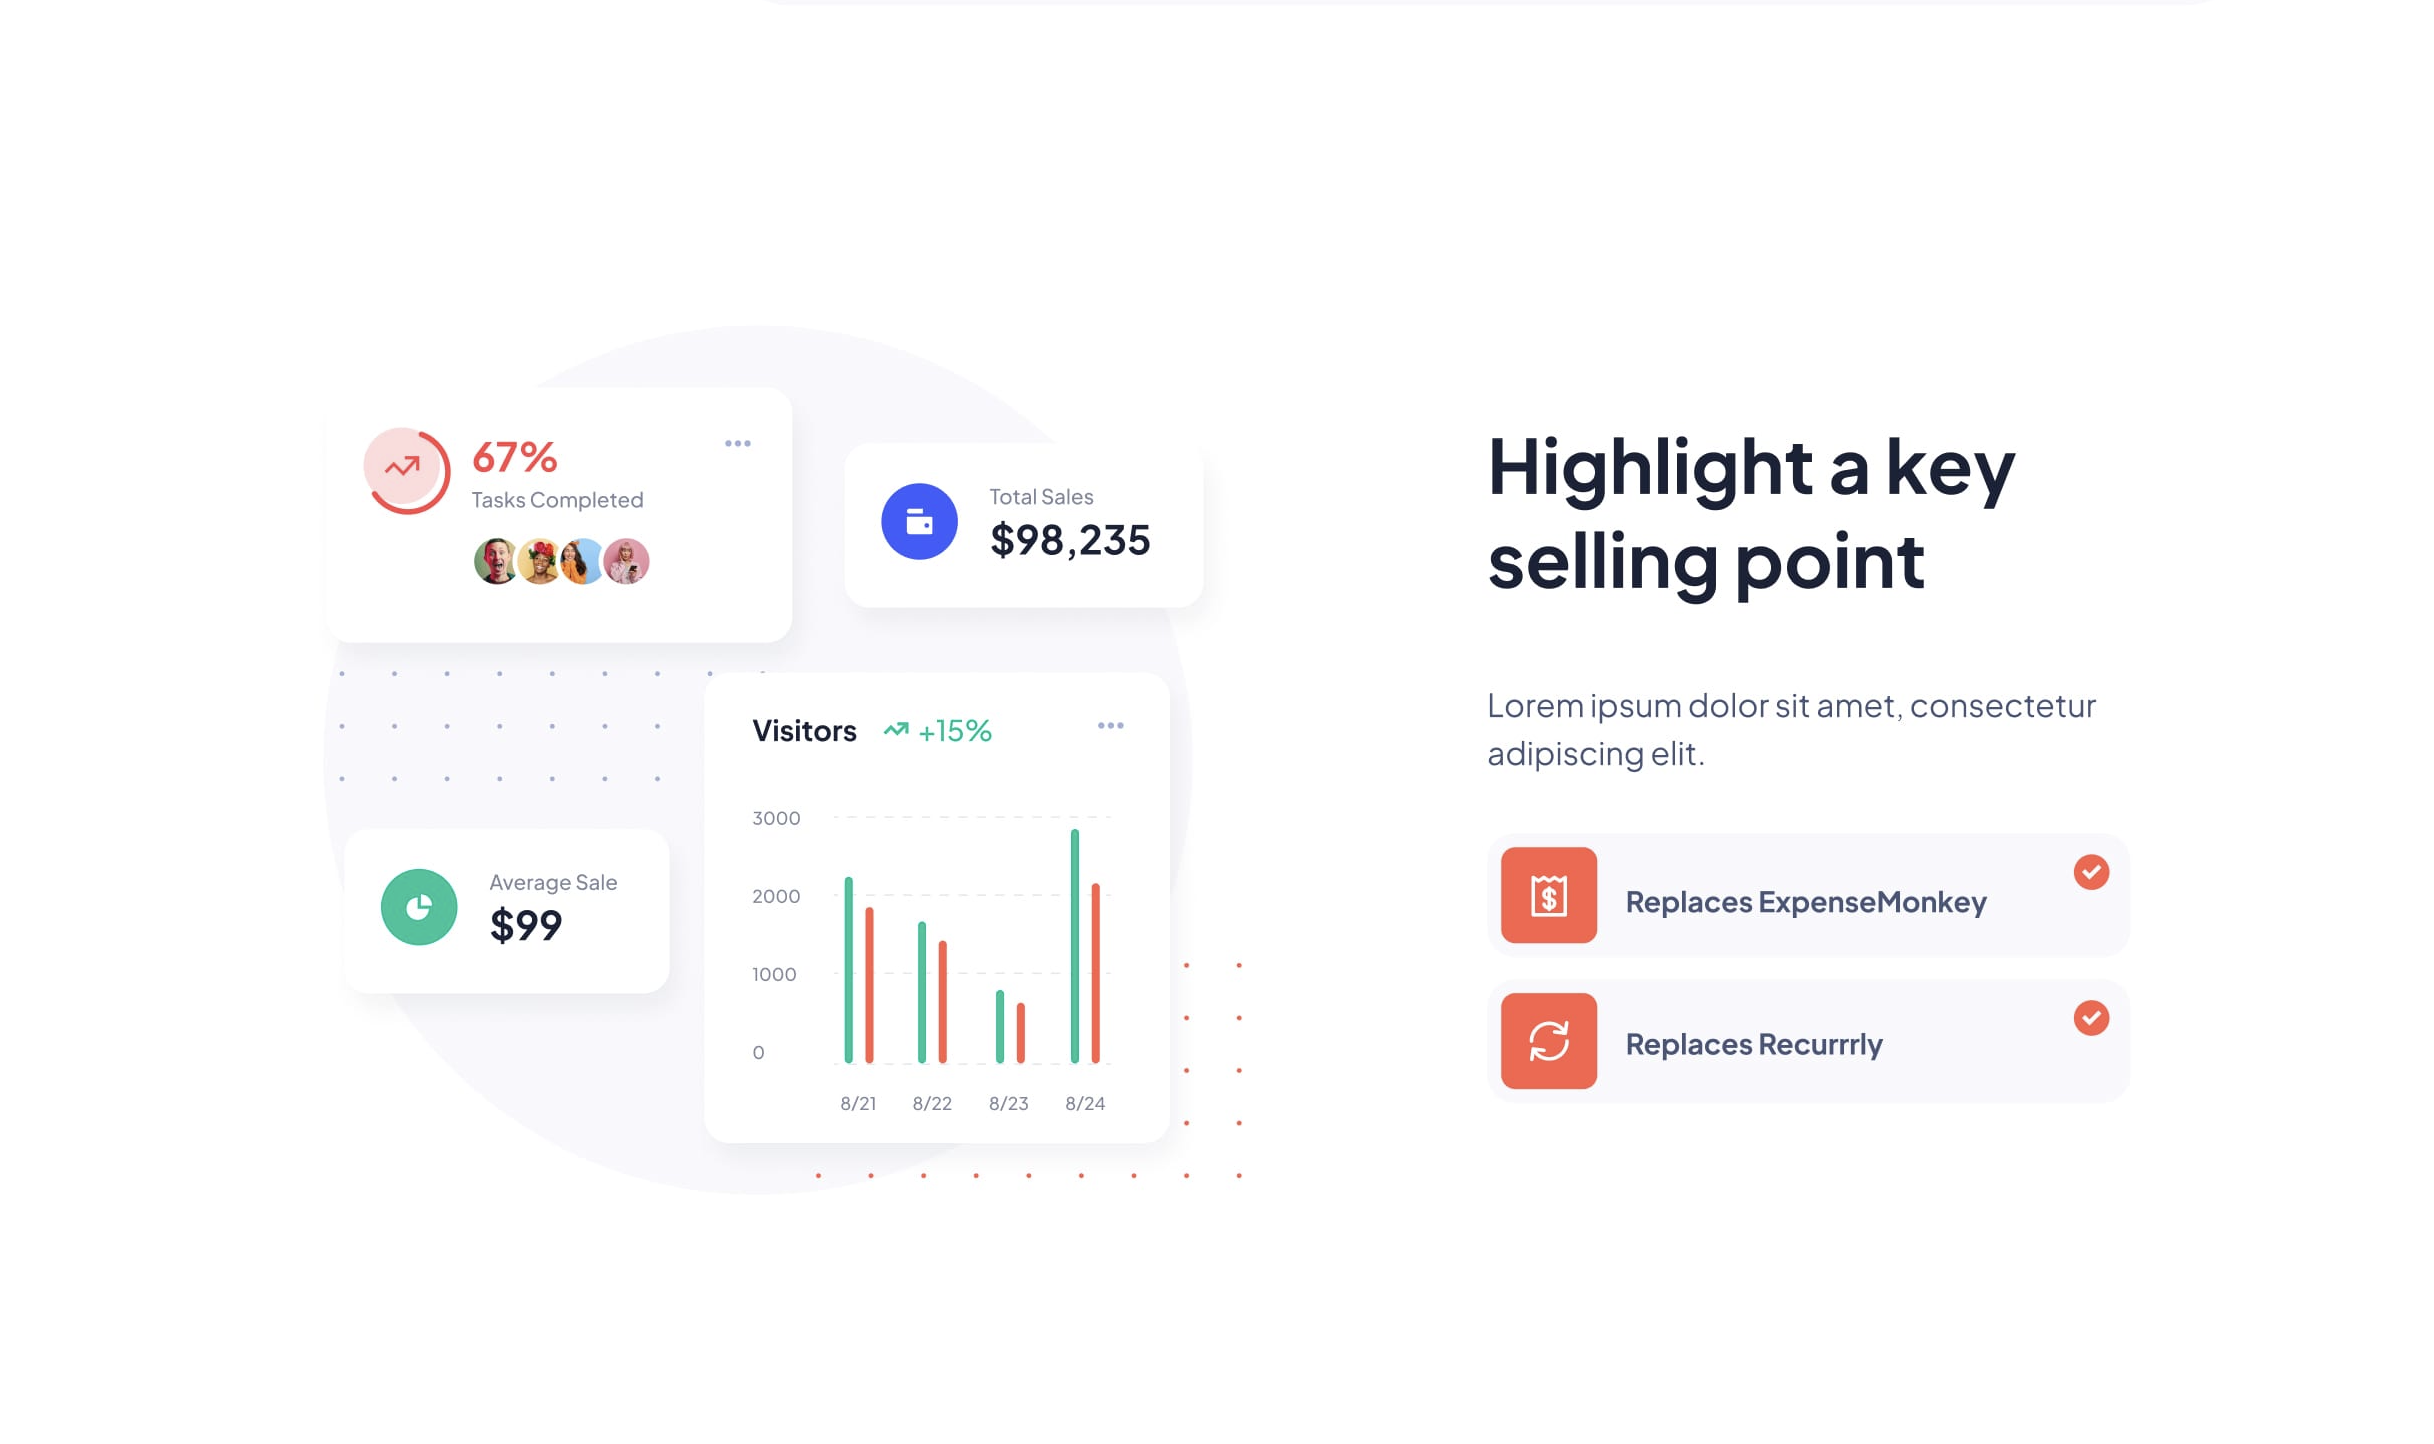 67%
Tasks Completed
Total Sales
$98,235
Visitors +15%
3000
2000
1000
0
8/21 8/22 8/23 8/24
Average Sale
$99
Highlight a key
selling point
Lorem ipsum dolor sit amet, consectetur
adipiscing elit.
Replaces ExpenseMonkey
Replaces Recurrrly